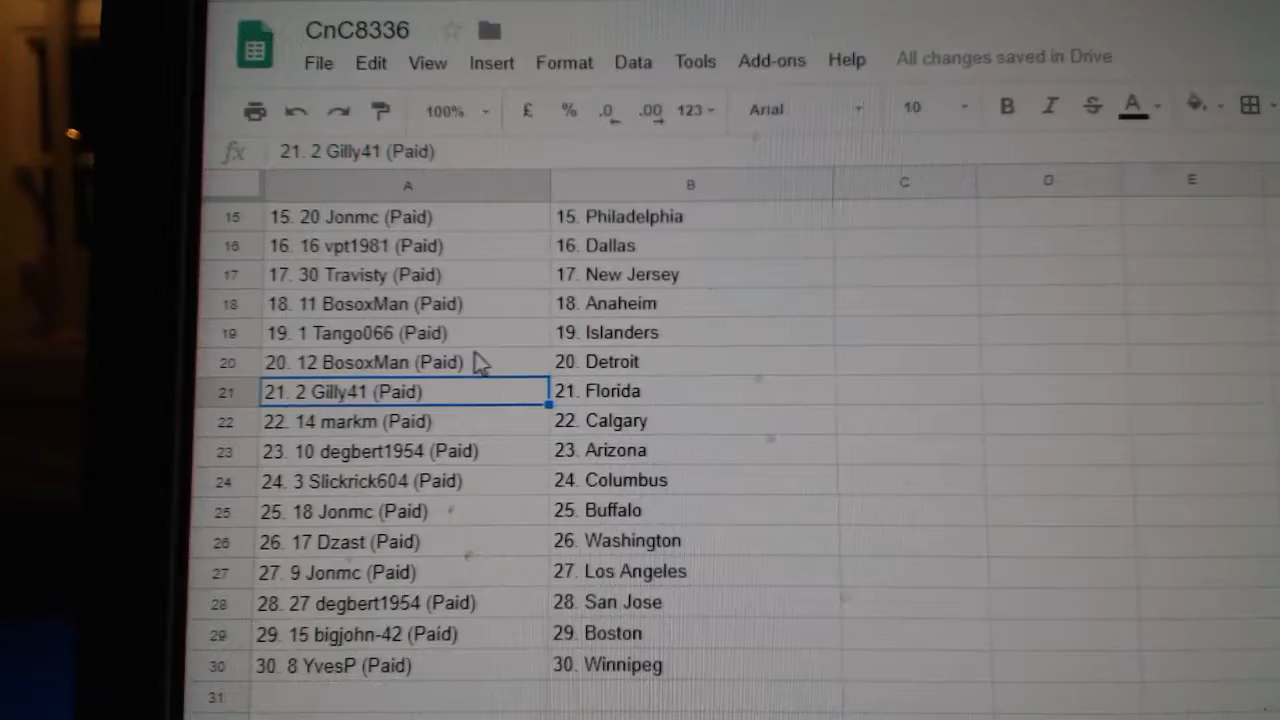 CnC8336
File Edit View Insert Format Data Tools Add-ons Help All changes saved in Drive
100% £ % .0 .00 123 Arial 10 B I S A
fx 21. 2 Gilly41 (Paid)
A B C D E
15 15. 20 Jonmc (Paid) 15. Philadelphia
16 16. 16 vpt1981 (Paid) 16. Dallas
17 17. 30 Travisty (Paid) 17. New Jersey
18 18. 11 BosoxMan (Paid) 18. Anaheim
19 19. 1 Tango066 (Paid) 19. Islanders
20 20. 12 BosoxMan (Paid) 20. Detroit
21 21. 2 Gilly41 (Paid) 21. Florida
22 22. 14 markm (Paid) 22. Calgary
23 23. 10 degbert1954 (Paid) 23. Arizona
24 24. 3 Slickrick604 (Paid) 24. Columbus
25 25. 18 Jonmc (Paid) 25. Buffalo
26 26. 17 Dzast (Paid) 26. Washington
27 27. 9 Jonmc (Paid) 27. Los Angeles
28 28. 27 degbert1954 (Paid) 28. San Jose
29 29. 15 bigjohn-42 (Paid) 29. Boston
30 30. 8 YvesP (Paid) 30. Winnipeg
31